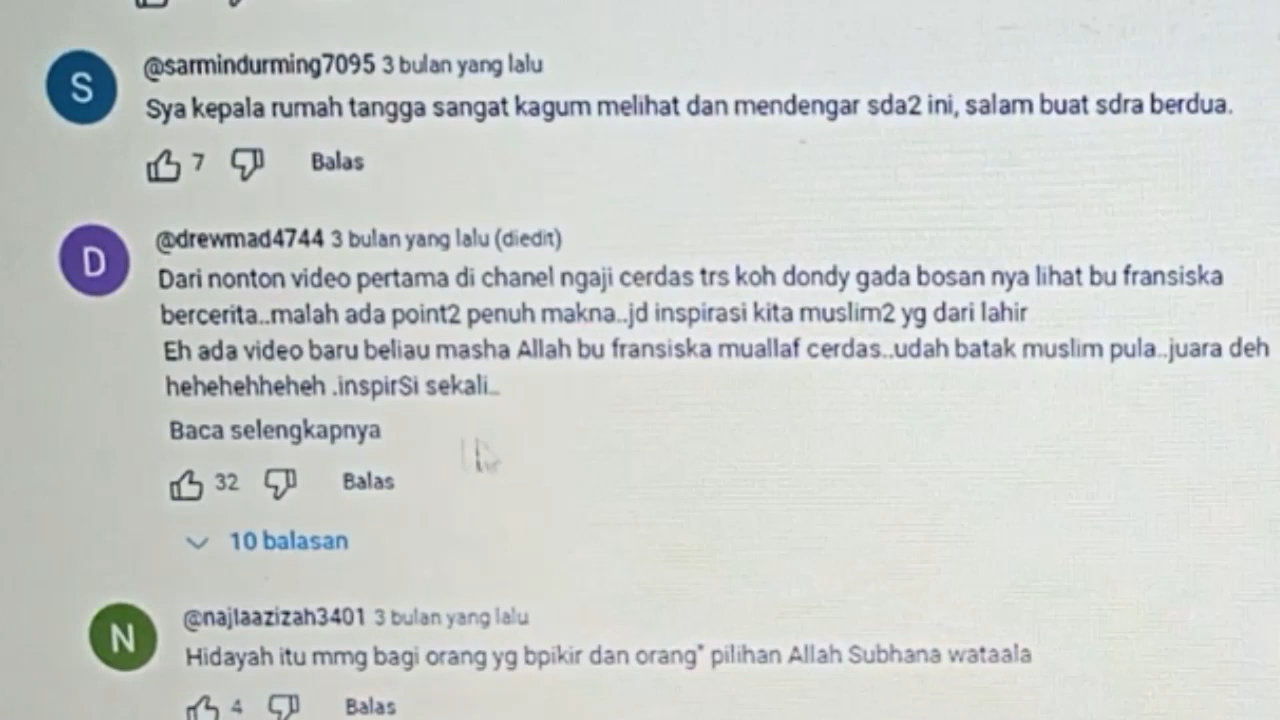 S
@sarmindurming7095 3 bulan yang lalu
Sya kepala rumah tangga sangat kagum melihat dan mendengar sda2 ini, salam buat sdra berdua.
7 Balas
D
@drewmad4744 3 bulan yang lalu (diedit)
Dari nonton video pertama di chanel ngaji cerdas trs koh dondy gada bosan nya lihat bu fransiska
bercerita..malah ada point2 penuh makna..jd inspirasi kita muslim2 yg dari lahir
Eh ada video baru beliau masha Allah bu fransiska muallaf cerdas..udah batak muslim pula..juara deh
hehehehheheh .inspirSi sekali..
Baca selengkapnya
32 Balas
10 balasan
N
@najlaazizah3401 3 bulan yang lalu
Hidayah itu mmg bagi orang yg bpikir dan orang" pilihan Allah Subhana wataala
4 Balas